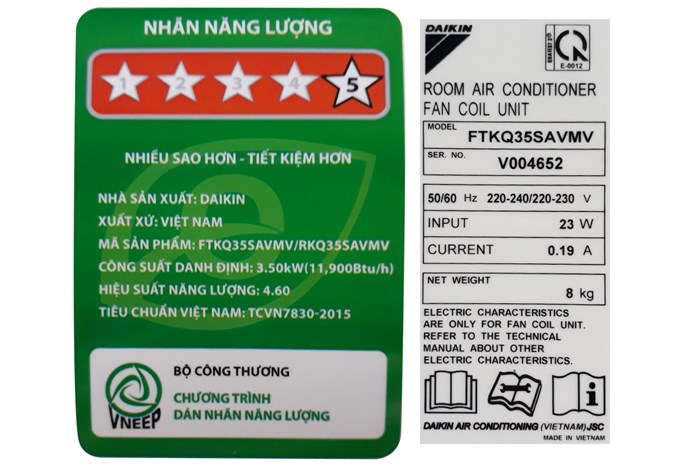 NHÃN NĂNG LƯỢNG
1 2 3 4 5
NHIỀU SAO HƠN - TIẾT KIỆM HƠN
NHÀ SẢN XUẤT: DAIKIN
XUẤT XỨ: VIỆT NAM
MÃ SẢN PHẨM: FTKQ35SAVMV/RKQ35SAVMV
CÔNG SUẤT DANH ĐỊNH: 3.50kW(11,900Btu/h)
HIỆU SUẤT NĂNG LƯỢNG: 4.60
TIÊU CHUẨN VIỆT NAM: TCVN7830-2015
VNEEP
BỘ CÔNG THƯƠNG
CHƯƠNG TRÌNH
DÁN NHÃN NĂNG LƯỢNG
DAIKIN
E-0012
ROOM AIR CONDITIONER
FAN COIL UNIT
MODEL FTKQ35SAVMV
SER. NO. V004652
50/60 Hz 220-240/220-230 V
INPUT 23 W
CURRENT 0.19 A
NET WEIGHT
8 kg
ELECTRIC CHARACTERISTICS
ARE ONLY FOR FAN COIL UNIT.
REFER TO THE TECHNICAL
MANUAL ABOUT OTHER
ELECTRIC CHARACTERISTICS.
DAIKIN AIR CONDITIONING (VIETNAM) JSC
MADE IN VIETNAM